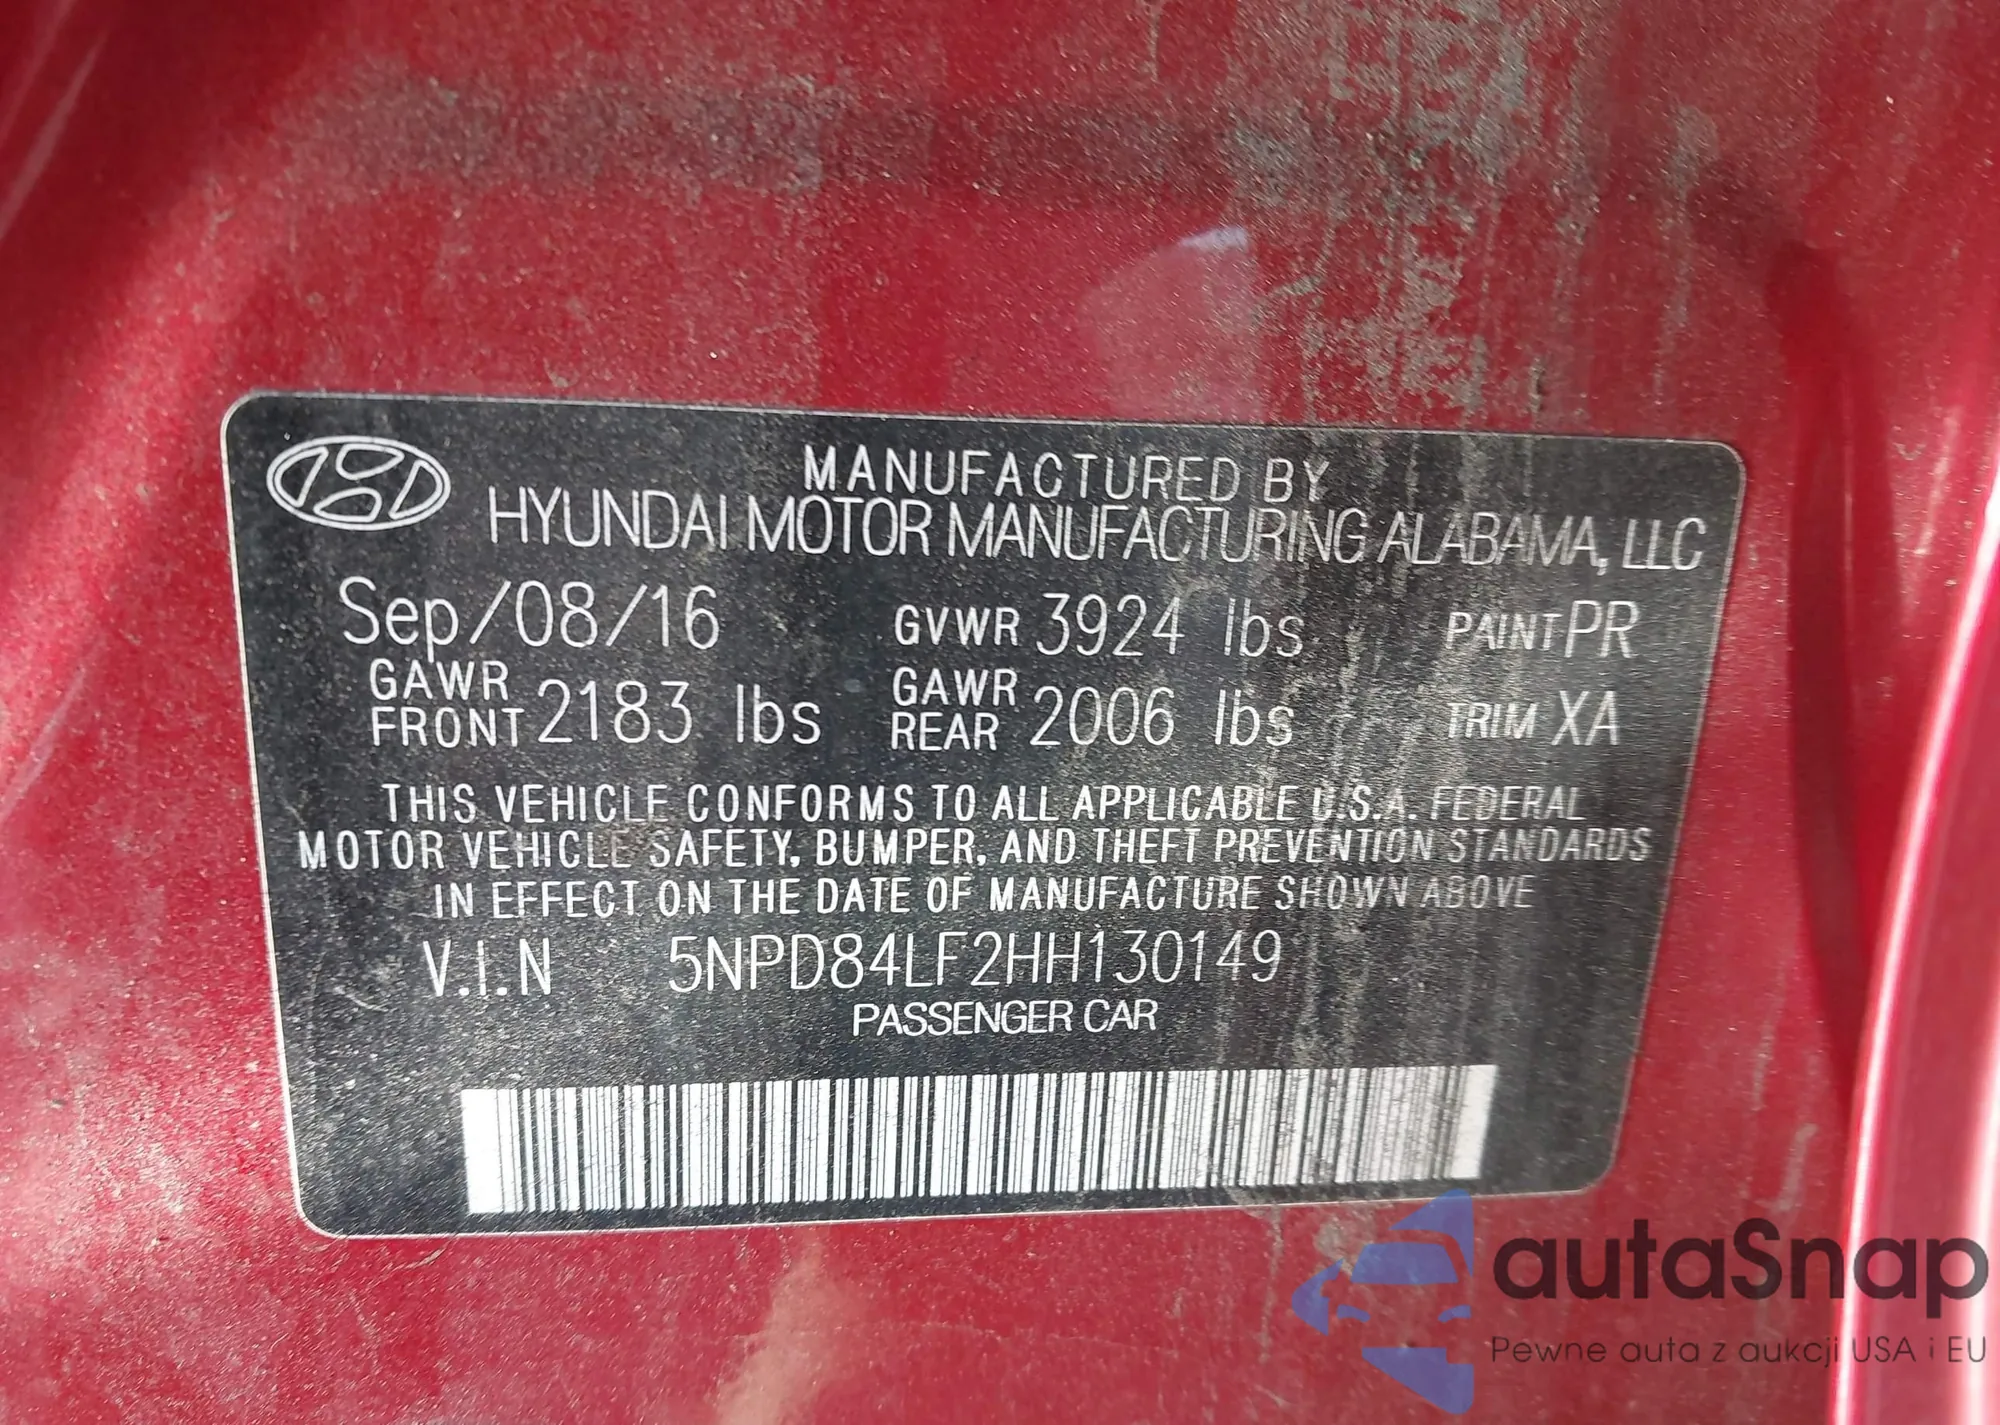 MANUFACTURED BY
HYUNDAI MOTOR MANUFACTURING ALABAMA, LLC
Sep/08/16 GVWR 3924 lbs PAINT PR
GAWR FRONT 2183 lbs GAWR REAR 2006 lbs TRIM XA
THIS VEHICLE CONFORMS TO ALL APPLICABLE U.S.A. FEDERAL
MOTOR VEHICLE SAFETY, BUMPER, AND THEFT PREVENTION STANDARDS
IN EFFECT ON THE DATE OF MANUFACTURE SHOWN ABOVE
V.I.N 5NPD84LF2HH130149
PASSENGER CAR
autaSnap
Pewne auta z aukcji USA i EU